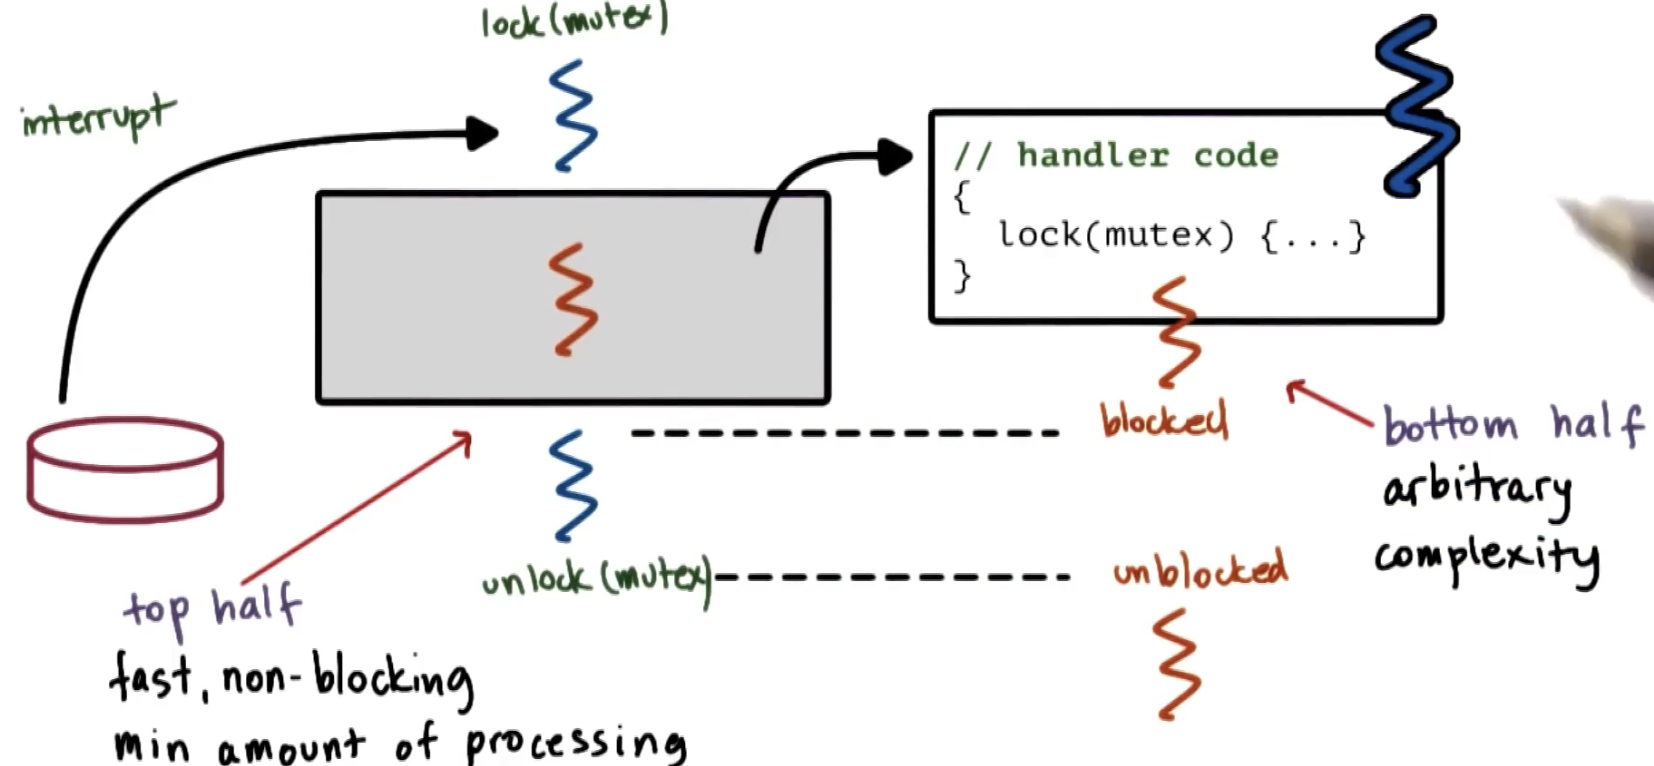 lock(mutex)
interrupt
// handler code
{
lock(mutex) {...}
}
blocked
bottom half
arbitrary
complexity
unlock(mutex)
unblocked
top half
fast, non-blocking
min amount of processing